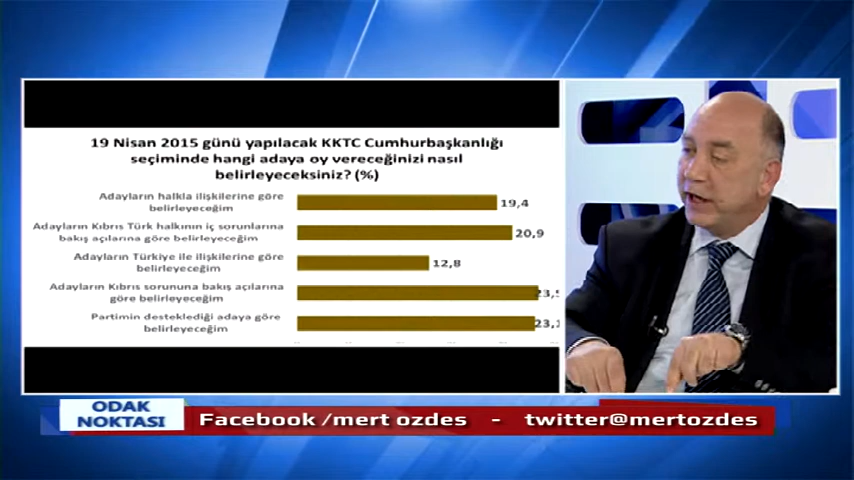 19 Nisan 2015 günü yapılacak KKTC Cumhurbaşkanlığı
seçiminde hangi adaya oy vereceğinizi nasıl
belirleyeceksiniz? (%)
Adayların halkla ilişkilerine göre
belirleyeceğim
19,4
Adayların Kıbrıs Türk halkının iç sorunlarına
bakış açılarına göre belirleyeceğim
20,9
Adayların Türkiye ile ilişkilerine göre
belirleyeceğim
12,8
Adayların Kıbrıs sorununa bakış açılarına
göre belirleyeceğim
Partimin desteklediği adaya göre
belirleyeceğim
23,1
ODAK
NOKTASI
Facebook /mert ozdes - twitter@mertozdes